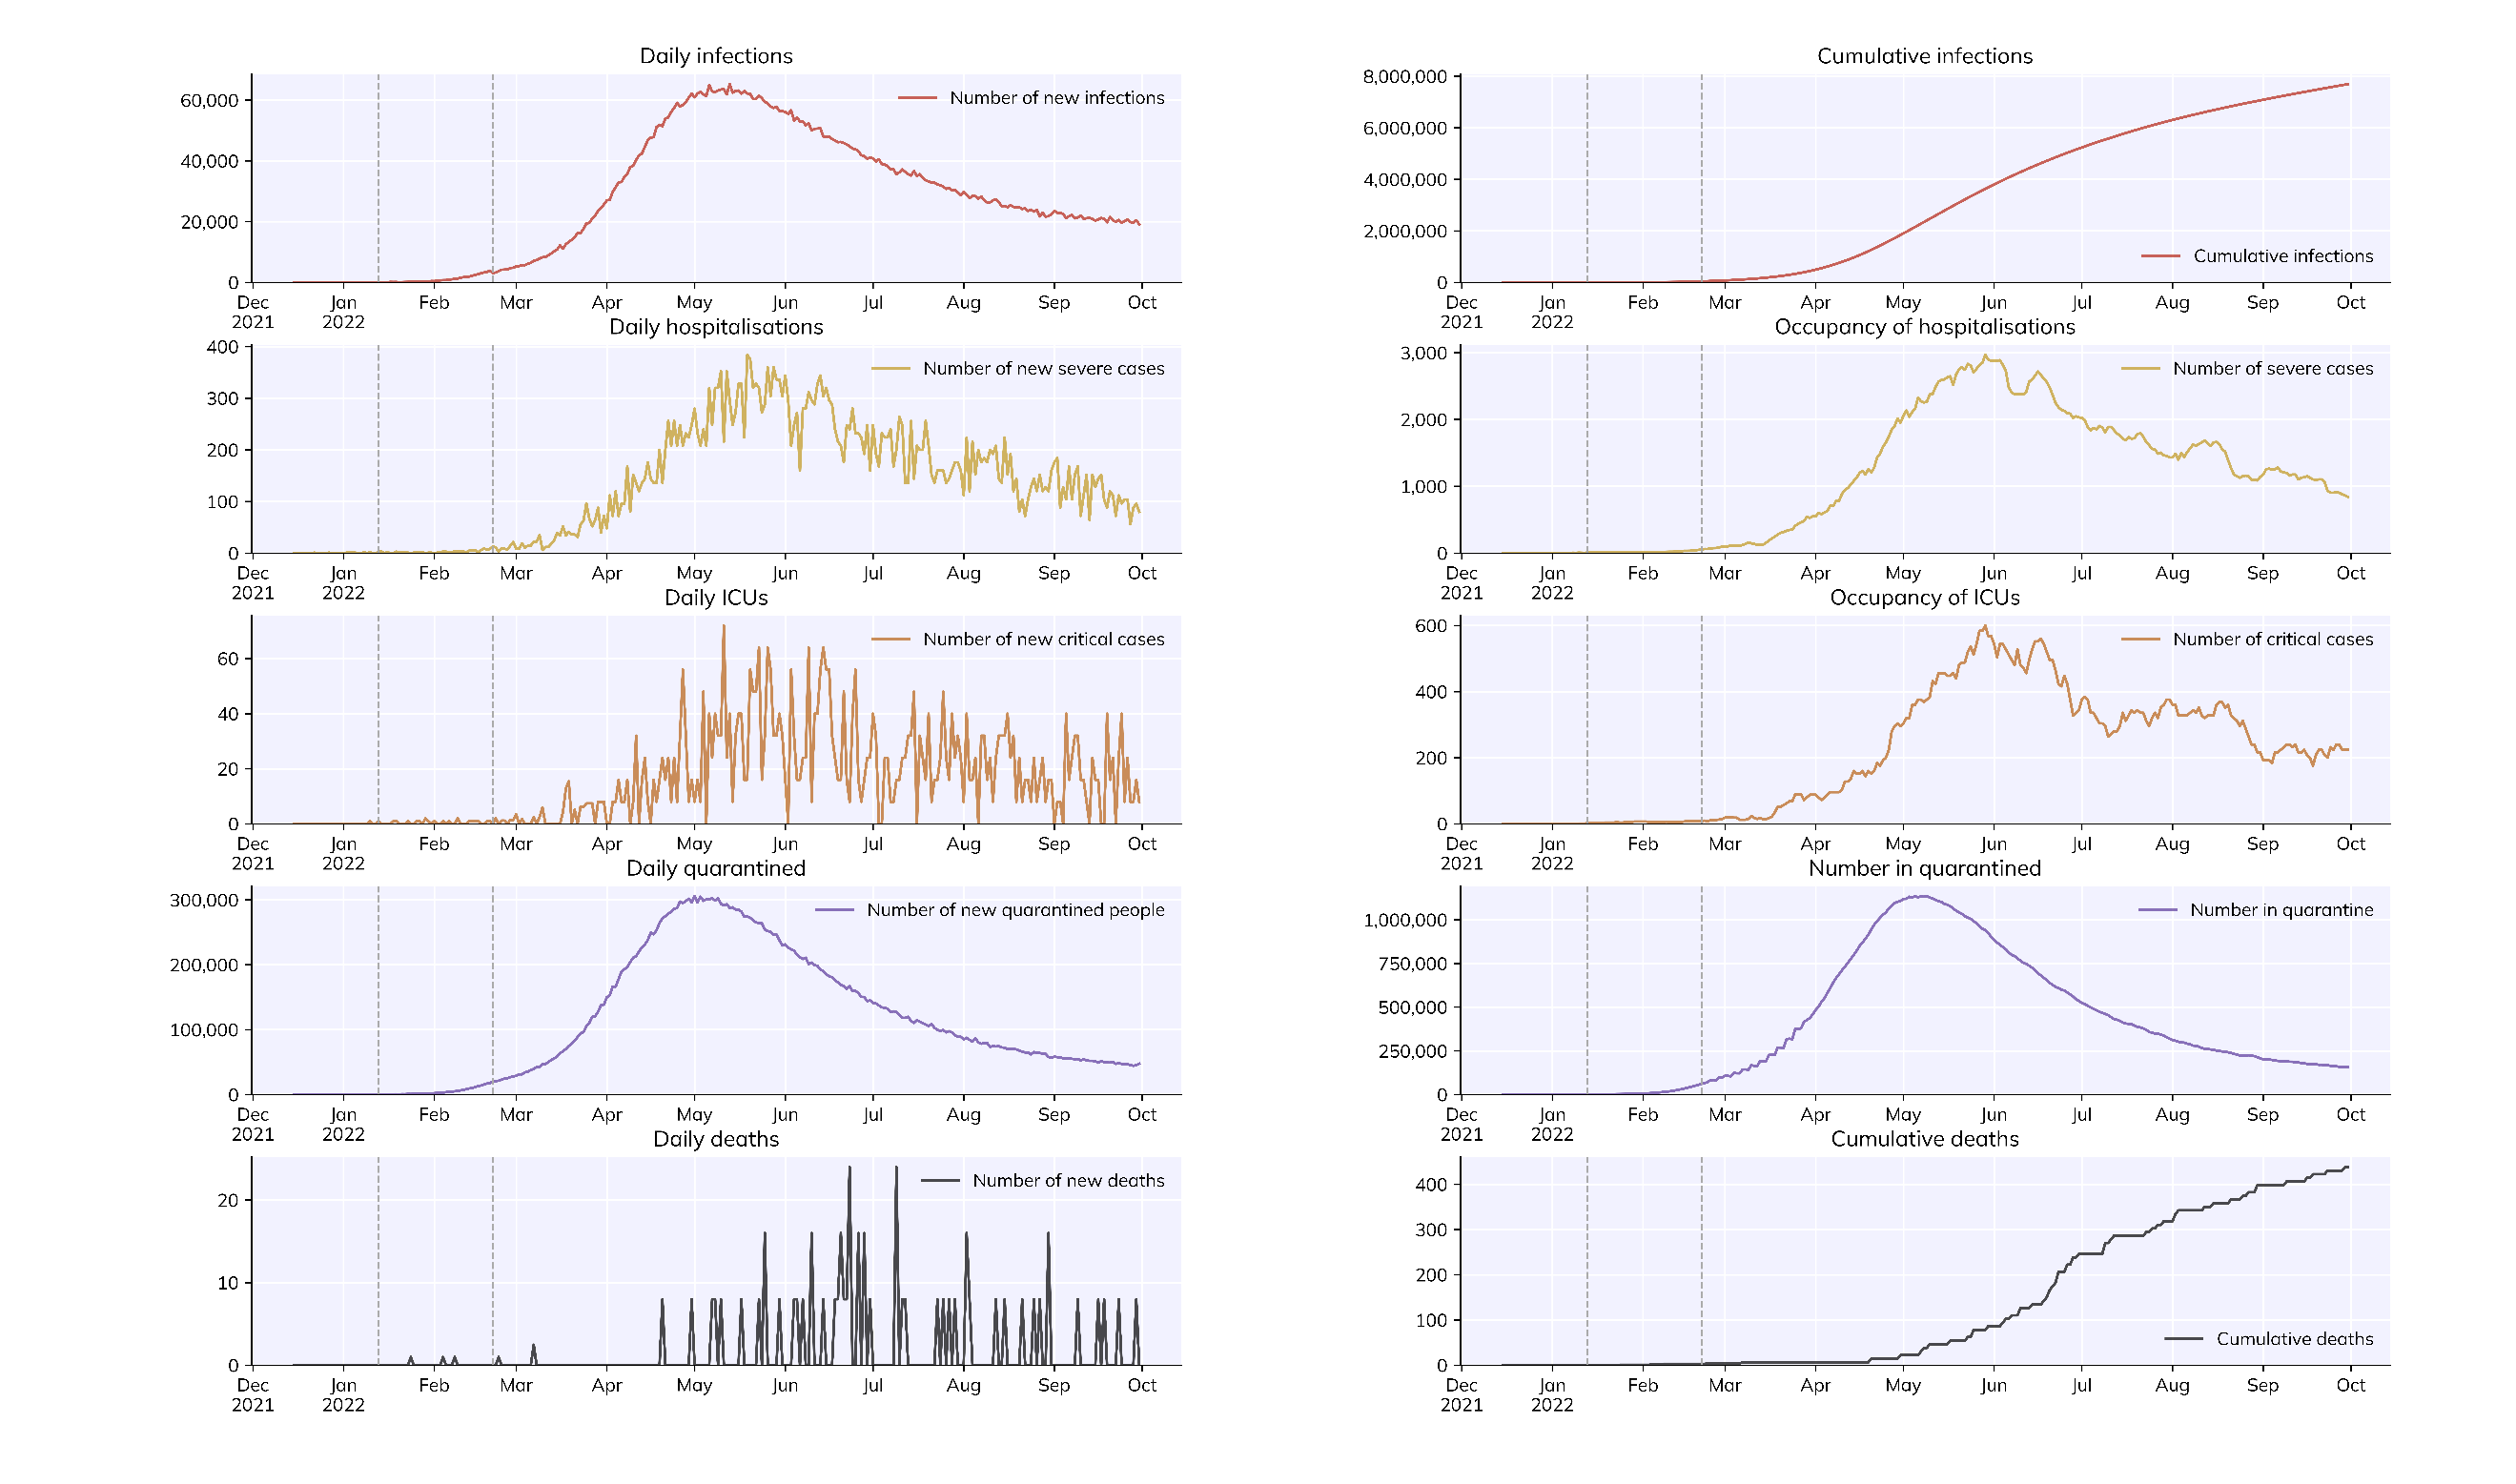 Daily infections
60,000
40,000
20,000
0
Number of new infections
Dec Jan Feb Mar Apr May Jun Jul Aug Sep Oct
2021 2022
Cumulative infections
8,000,000
6,000,000
4,000,000
2,000,000
0
Cumulative infections
Dec Jan Feb Mar Apr May Jun Jul Aug Sep Oct
2021 2022
Daily hospitalisations
400
300
200
100
0
Number of new severe cases
Dec Jan Feb Mar Apr May Jun Jul Aug Sep Oct
2021 2022
Occupancy of hospitalisations
3,000
2,000
1,000
0
Number of severe cases
Dec Jan Feb Mar Apr May Jun Jul Aug Sep Oct
2021 2022
Daily ICUs
60
40
20
0
Number of new critical cases
Dec Jan Feb Mar Apr May Jun Jul Aug Sep Oct
2021 2022
Occupancy of ICUs
600
400
200
0
Number of critical cases
Dec Jan Feb Mar Apr May Jun Jul Aug Sep Oct
2021 2022
Daily quarantined
300,000
200,000
100,000
0
Number of new quarantined people
Dec Jan Feb Mar Apr May Jun Jul Aug Sep Oct
2021 2022
Number in quarantined
1,000,000
750,000
500,000
250,000
0
Number in quarantine
Dec Jan Feb Mar Apr May Jun Jul Aug Sep Oct
2021 2022
Daily deaths
20
10
0
Number of new deaths
Dec Jan Feb Mar Apr May Jun Jul Aug Sep Oct
2021 2022
Cumulative deaths
400
300
200
100
0
Cumulative deaths
Dec Jan Feb Mar Apr May Jun Jul Aug Sep Oct
2021 2022